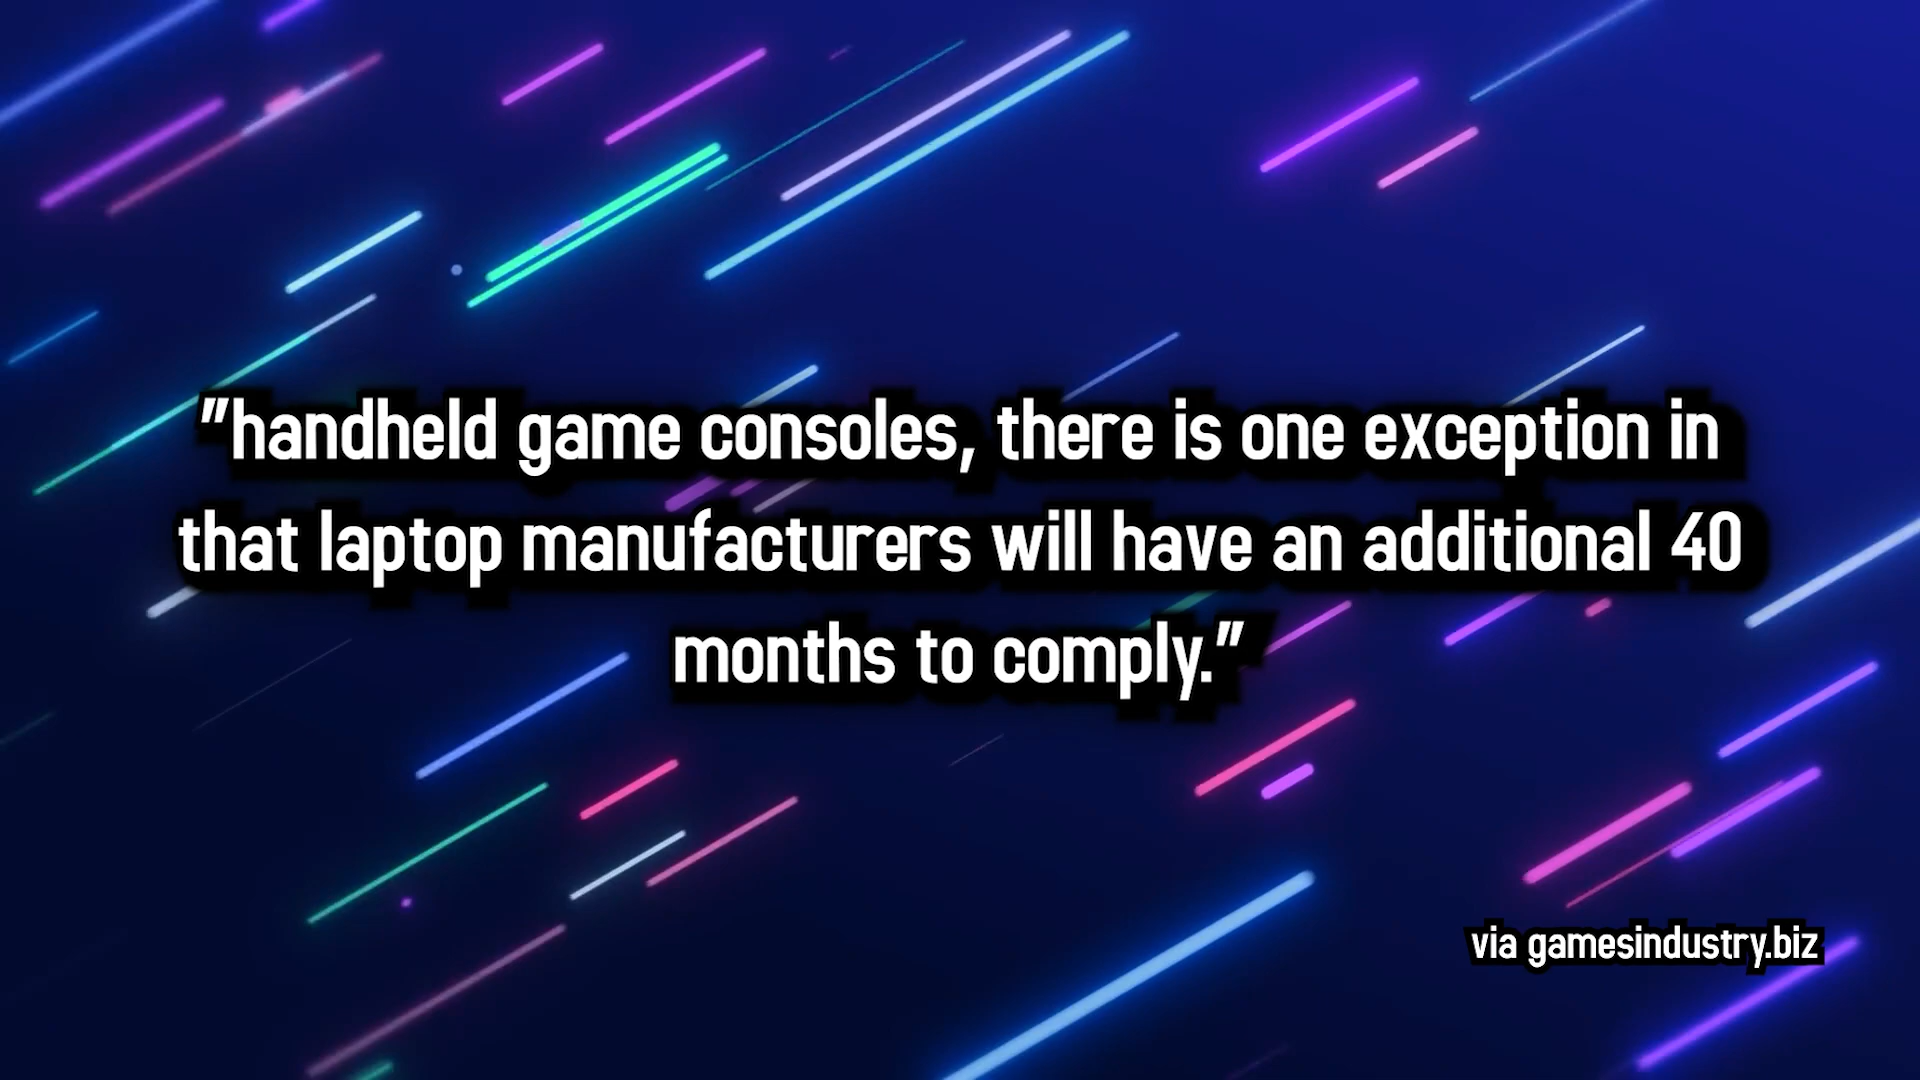 "handheld game consoles, there is one exception in
that laptop manufacturers will have an additional 40
months to comply."
via gamesindustry.biz